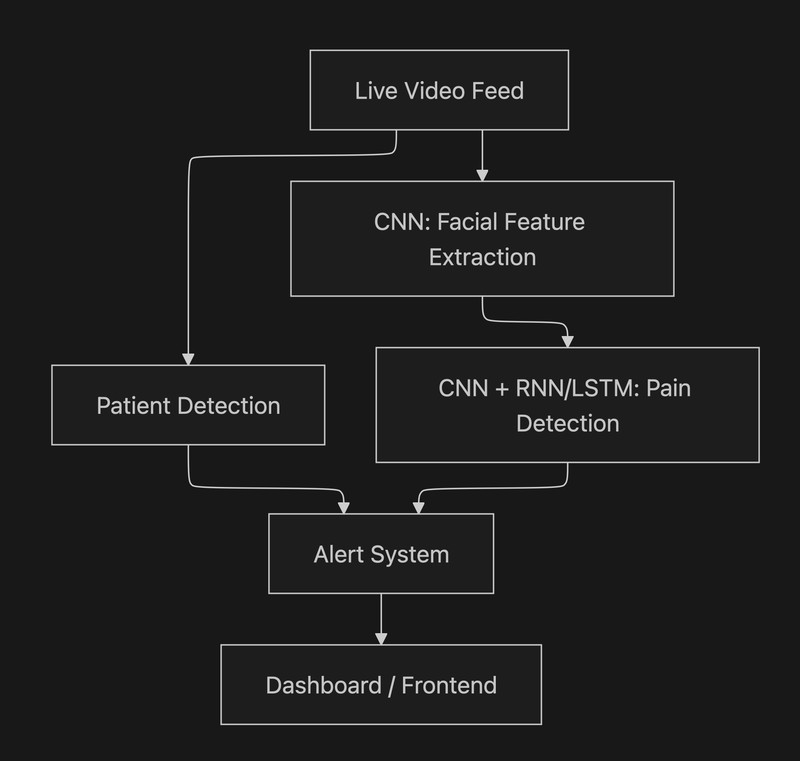 Live Video Feed
CNN: Facial Feature
Extraction
Patient Detection
CNN + RNN/LSTM: Pain
Detection
Alert System
Dashboard / Frontend